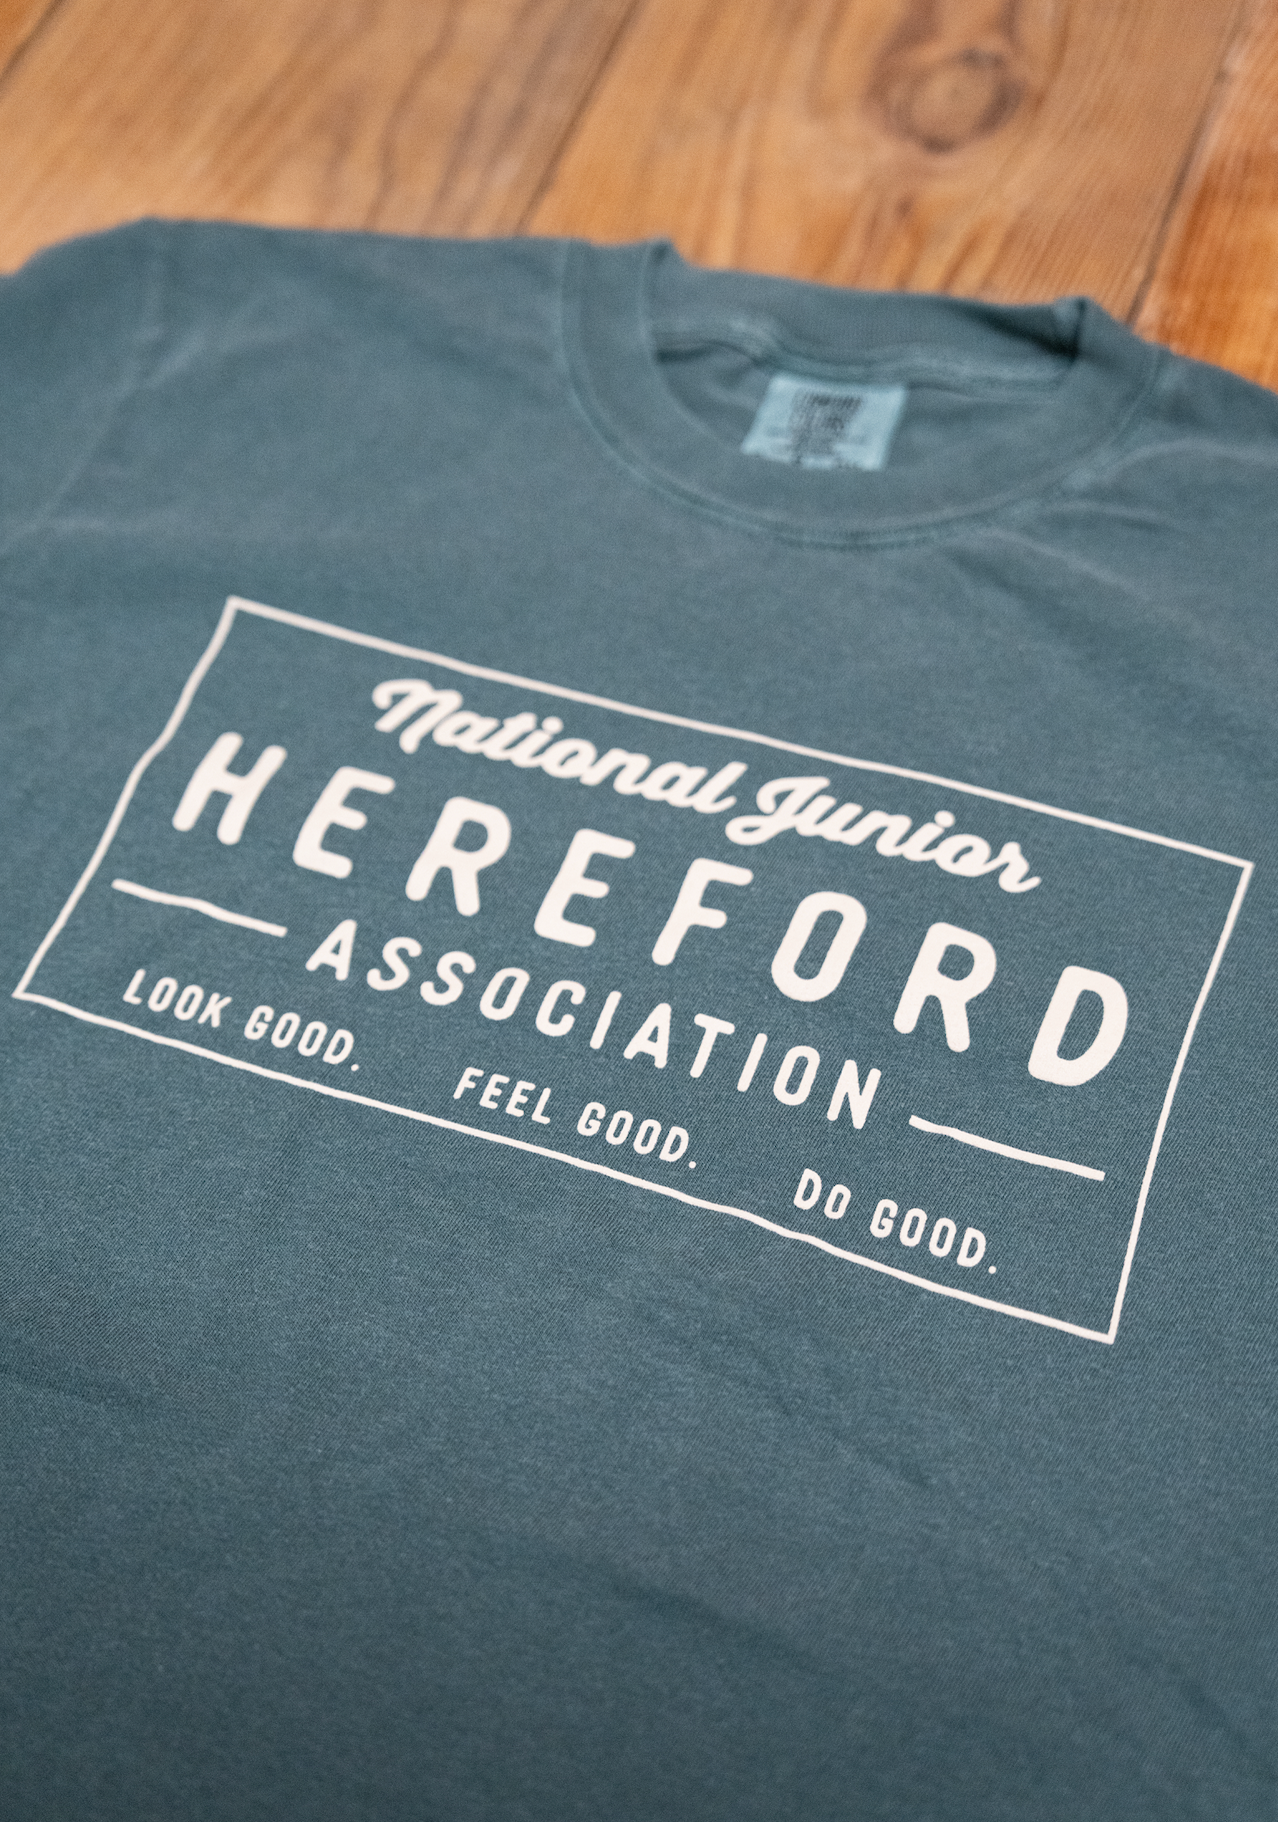 National Junior
HEREFORD
ASSOCIATION
LOOK GOOD. FEEL GOOD. DO GOOD.